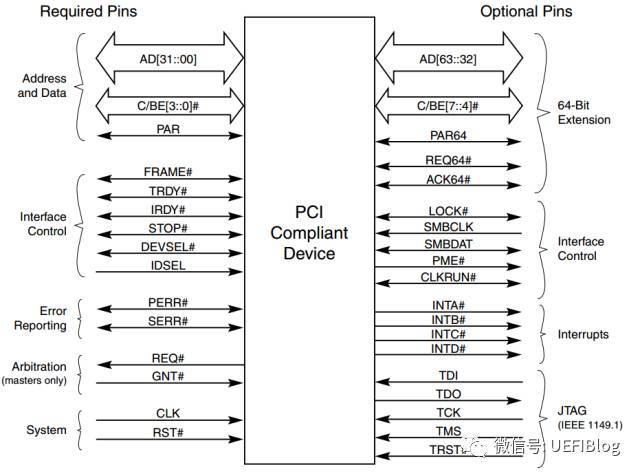 Required Pins
Optional Pins
Address
and Data
AD[31::00]
C/BE[3::0]#
PAR
Interface
Control
FRAME#
TRDY#
IRDY#
STOP#
DEVSEL#
IDSEL
Error
Reporting
PERR#
SERR#
Arbitration
(masters only)
REQ#
GNT#
System
CLK
RST#
PCI
Compliant
Device
AD[63::32]
C/BE[7::4]#
PAR64
REQ64#
ACK64#
64-Bit
Extension
LOCK#
SMBCLK
SMBDAT
PME#
CLKRUN#
Interface
Control
INTA#
INTB#
INTC#
INTD#
Interrupts
TDI
TDO
TCK
TMS
TRST#
JTAG
(IEEE 1149.1)
微信号: UEFIBlog